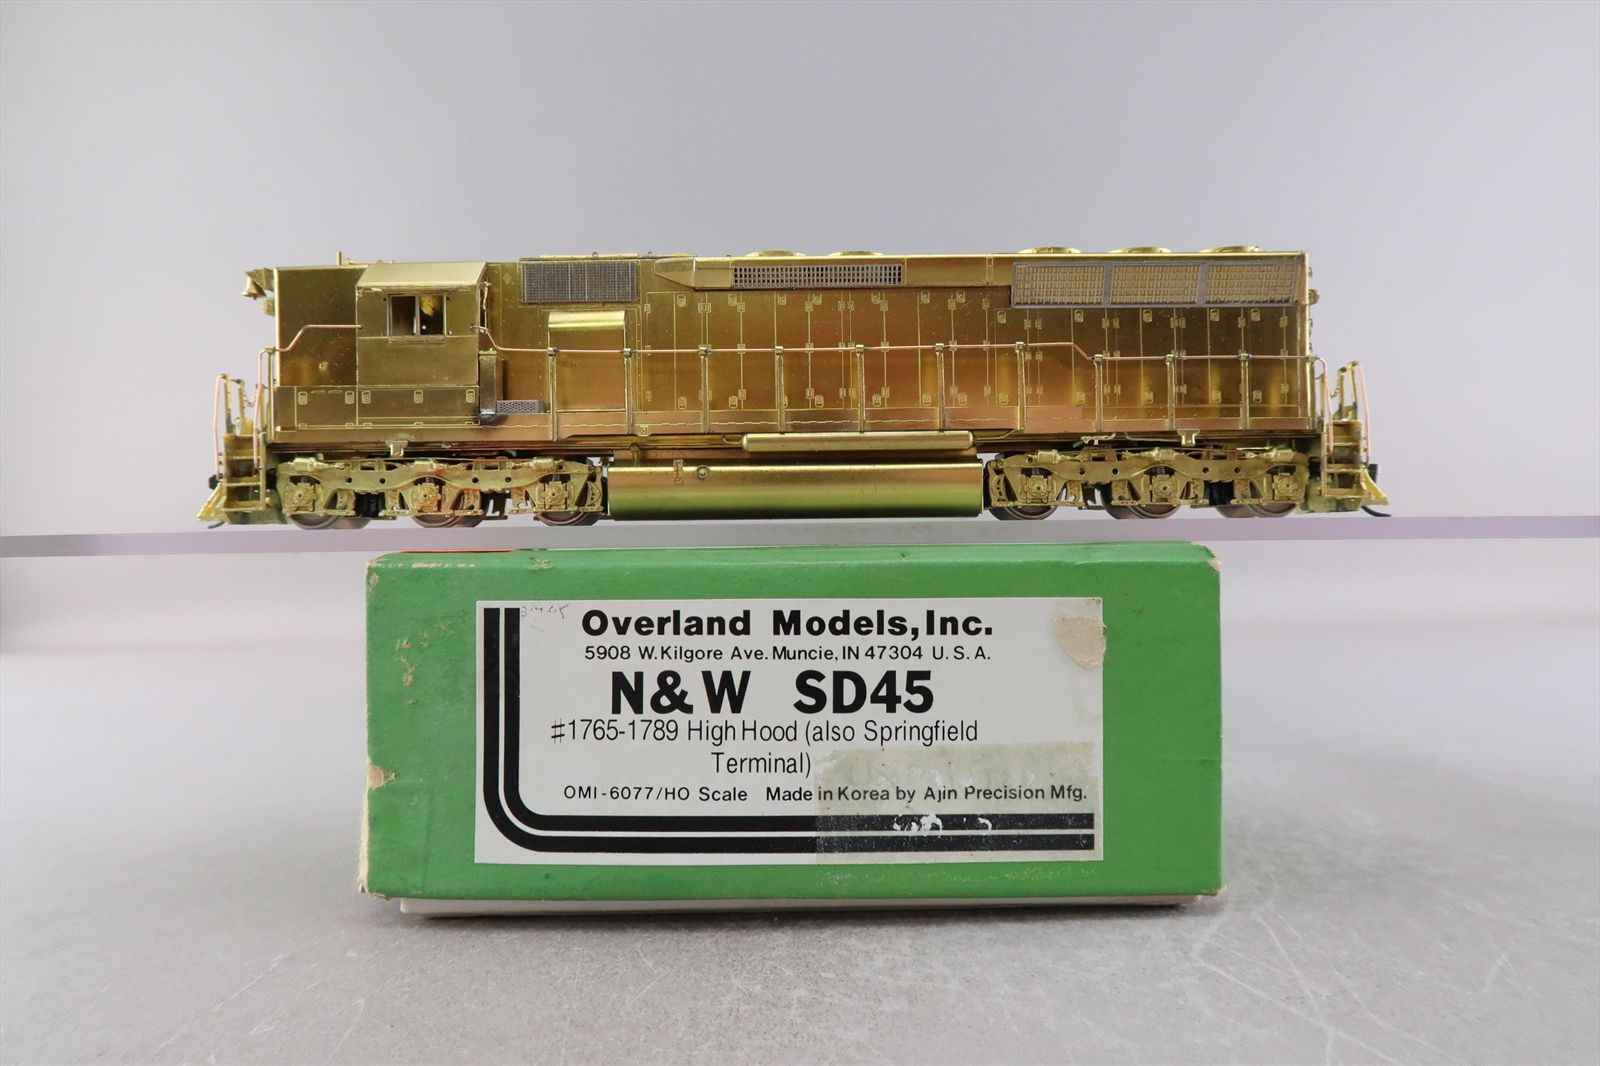 Overland Models, Inc.
5908 W. Kilgore Ave. Muncie, IN 47304 U. S. A.
N & W SD45
#1765-1789 High Hood (also Springfield
Terminal)
OMI-6077/HO Scale Made in Korea by Ajin Precision Mfg.